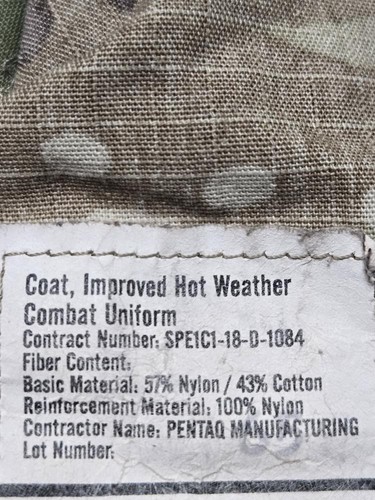 Coat, Improved Hot Weather
Combat Uniform
Contract Number: SPE1C1-18-D-1084
Fiber Content:
Basic Material: 57% Nylon / 43% Cotton
Reinforcement Material: 100% Nylon
Contractor Name: PENTAQ MANUFACTURING
Lot Number: